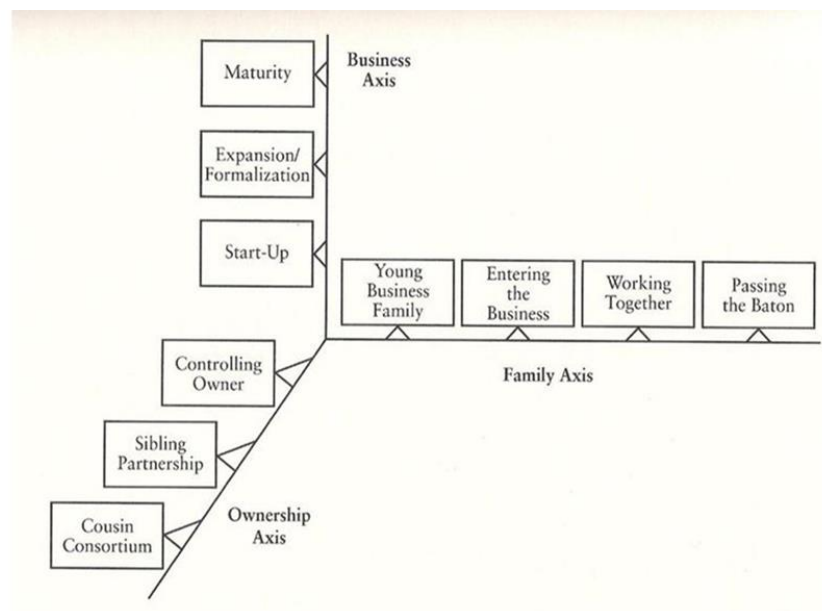 Maturity
Business
Axis
Expansion/
Formalization
Start-Up
Young
Business
Family
Entering
the
Business
Working
Together
Passing
the Baton
Family Axis
Controlling
Owner
Sibling
Partnership
Cousin
Consortium
Ownership
Axis